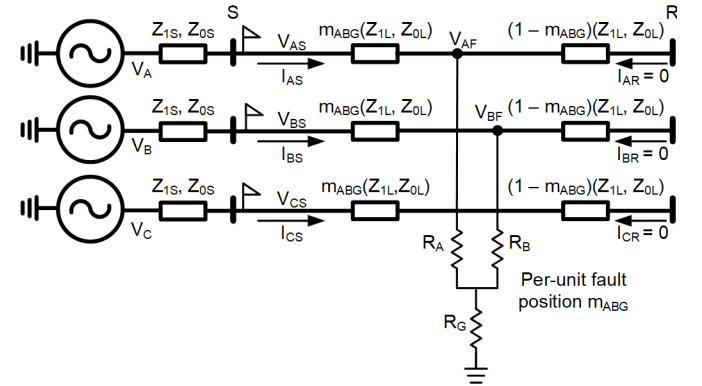 S
R
Z1S, Z0S
VAS
mABG(Z1L, Z0L)
VAF
(1 – mABG)(Z1L, Z0L)
VA
IAS
IAR = 0
Z1S, Z0S
VBS
mABG(Z1L, Z0L)
VBF
(1 – mABG)(Z1L, Z0L)
VB
IBS
IBR = 0
Z1S, Z0S
VCS
mABG(Z1L,Z0L)
(1 – mABG)(Z1L, Z0L)
VC
ICS
ICR = 0
RA
RB
Per-unit fault
position mABG
RG